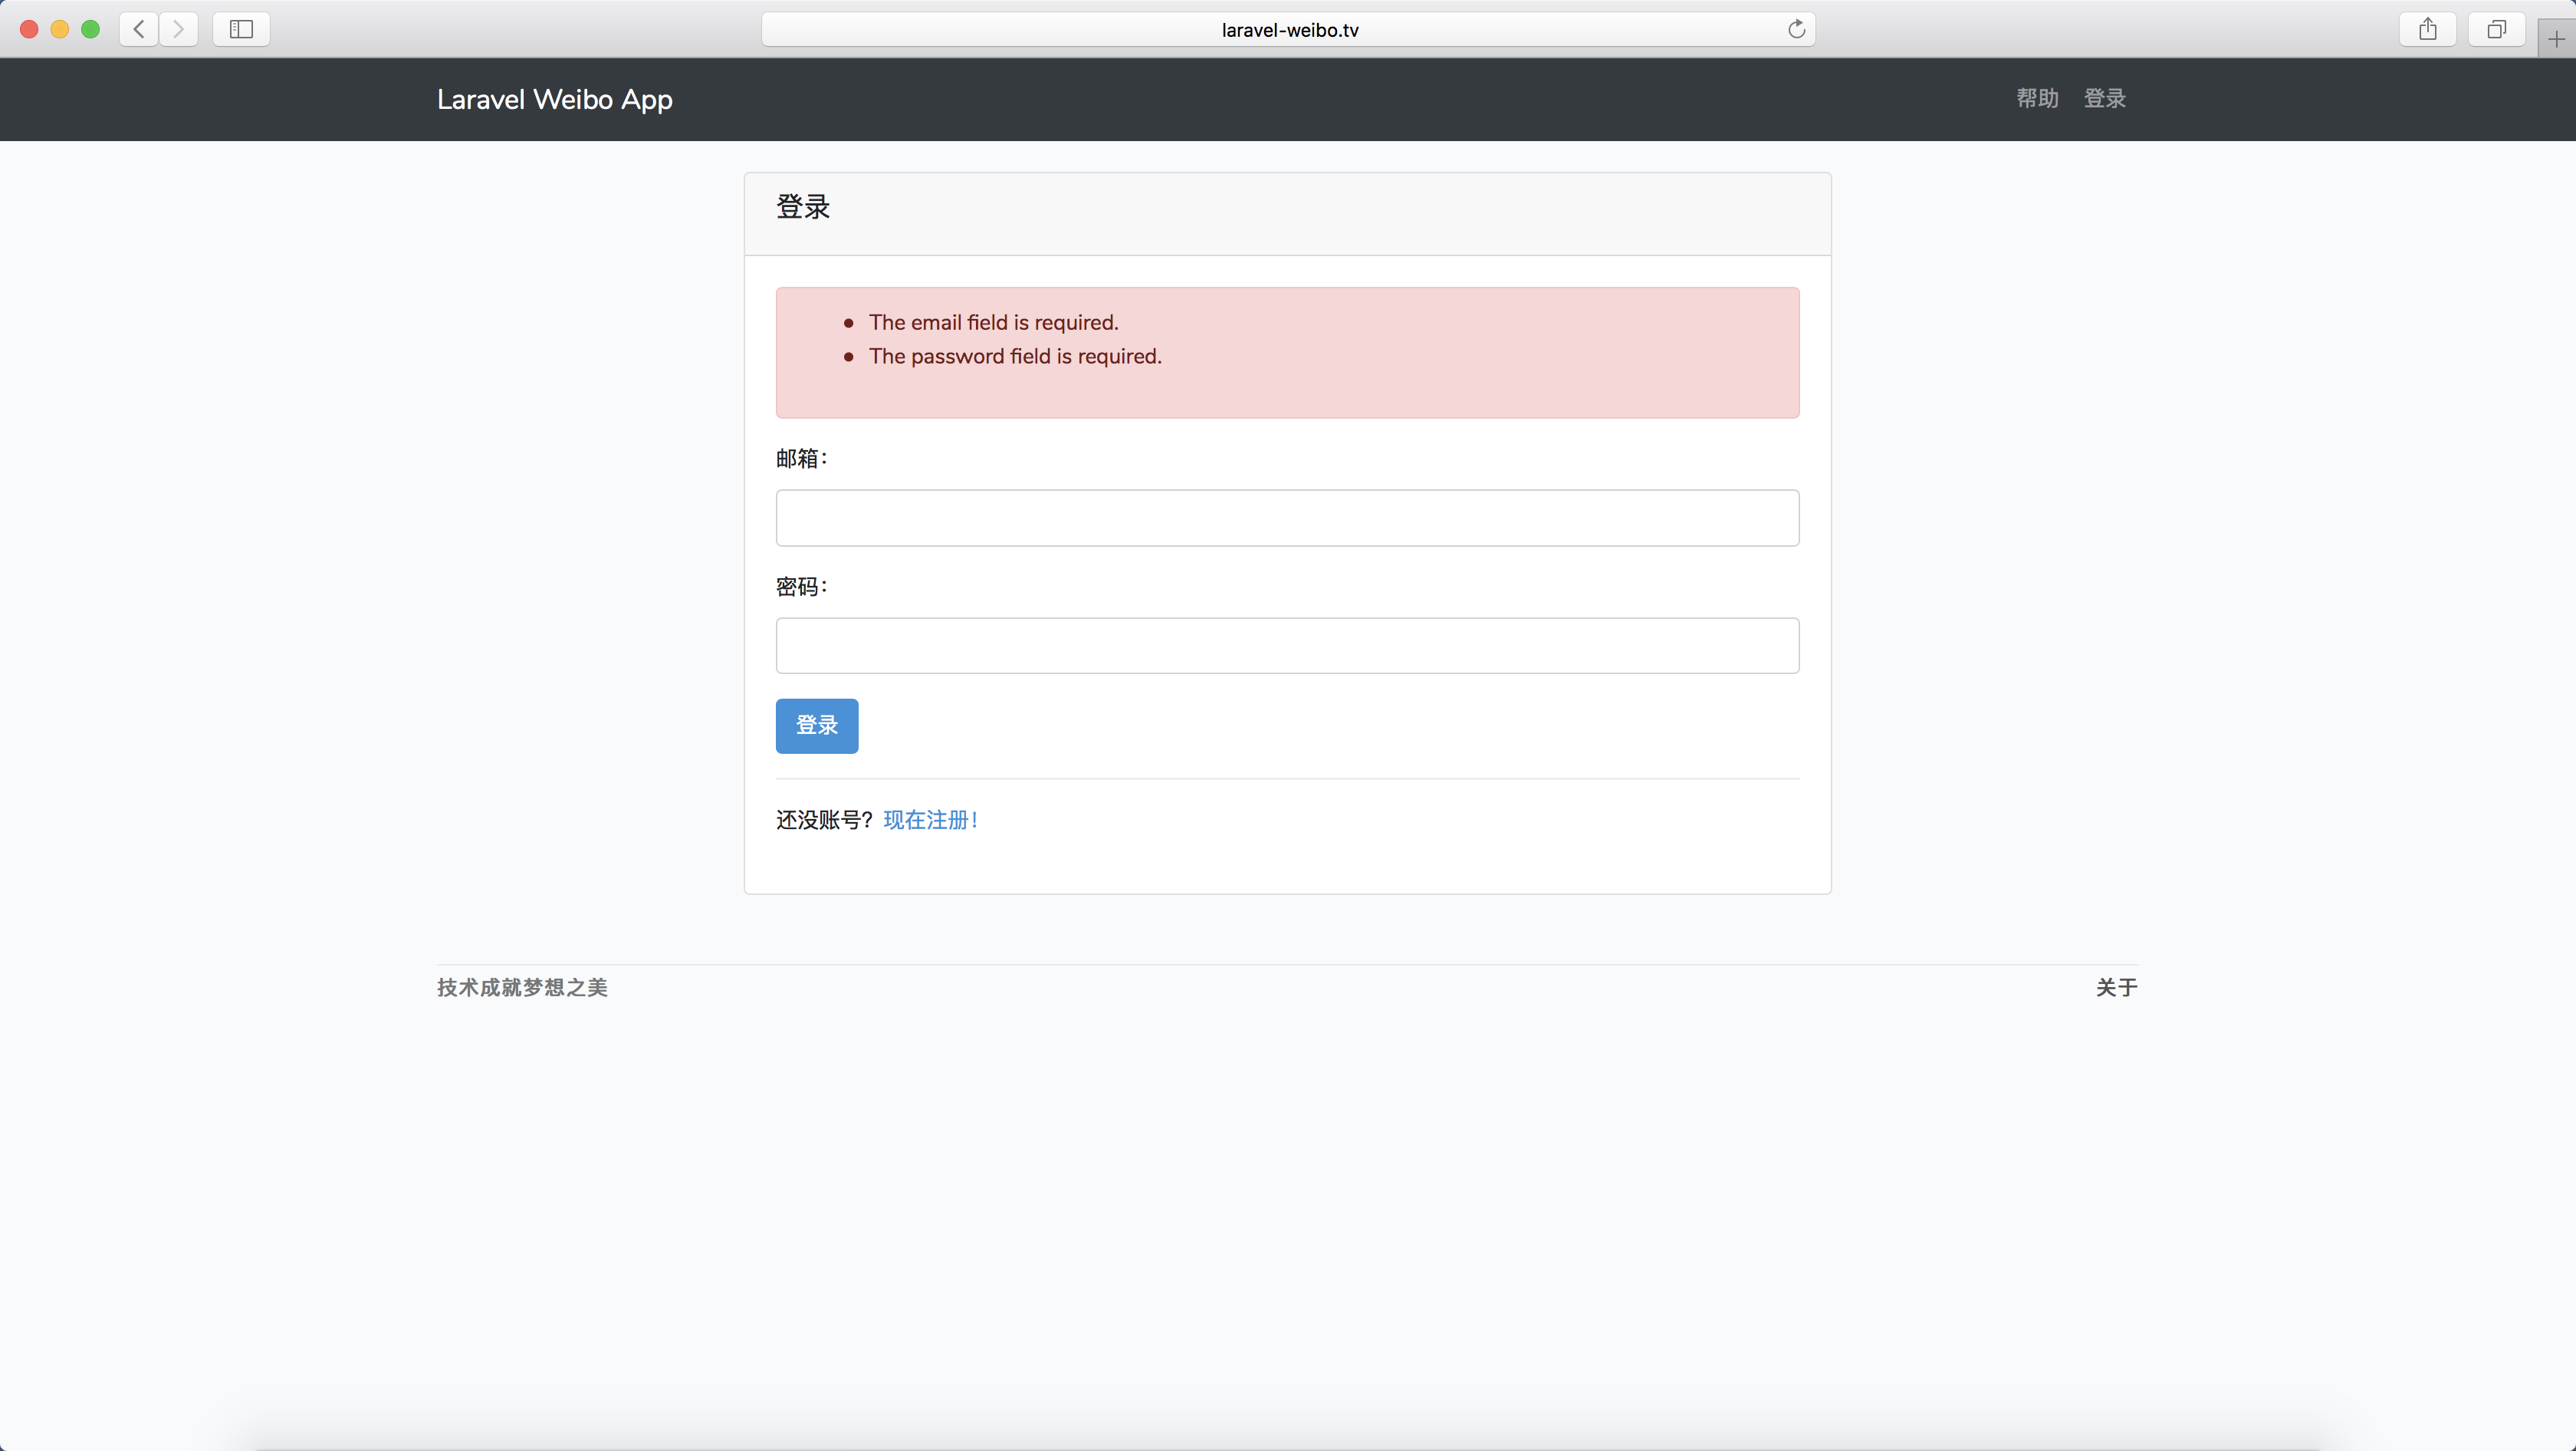 laravel-weibo.tv
Laravel Weibo App
帮助 登录
登录
The email field is required.
The password field is required.
邮箱：
密码：
登录
还没账号？现在注册！
技术成就梦想之美
关于